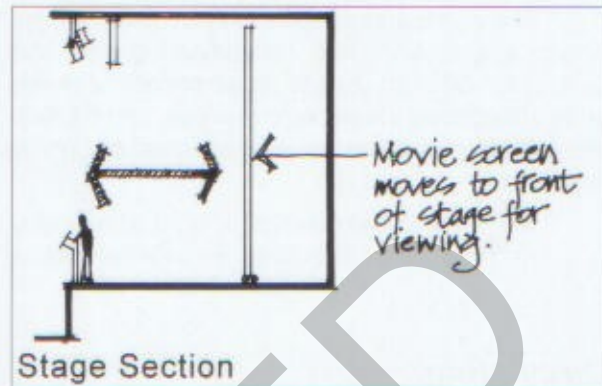 Movie screen
moves to front
of stage for
viewing.
Stage Section